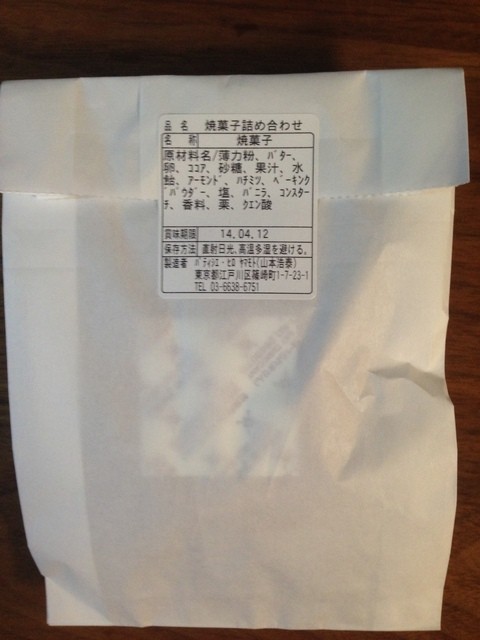 品名 焼菓子詰め合わせ
名称 焼菓子
原材料名/薄力粉、バター、
卵、ココア、砂糖、果汁、水
飴、アーモンド、ハチミツ、ベーキング
パウダー、塩、バニラ、コンスター
チ、香料、栗、クエン酸
賞味期限 14.04.12
保存方法 直射日光、高温多湿を避ける。
製造者 パティシエ・ヒロ ヤマモト(山本浩泰)
東京都江戸川区篠崎町1-7-23-1
TEL 03-6638-6751